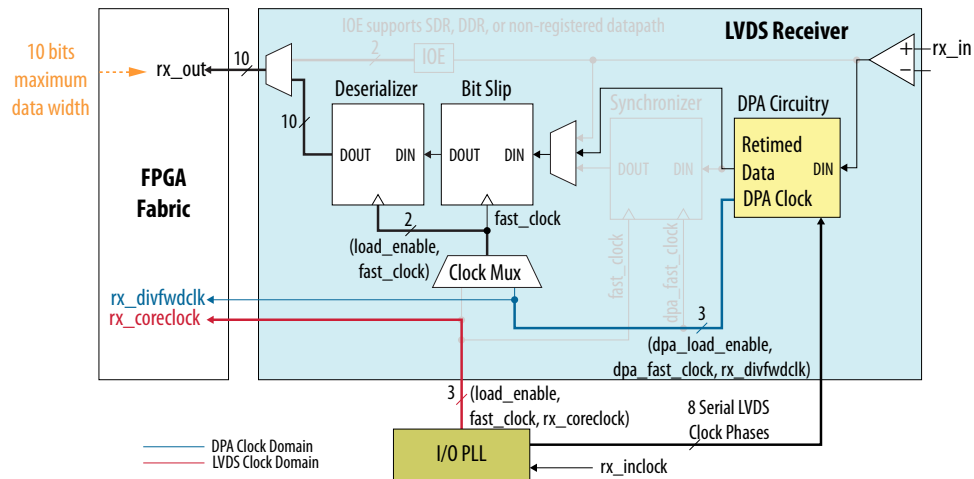 IOE supports SDR, DDR, or non-registered datapath
LVDS Receiver
2
IOE
+
rx_in
−
10 bits
maximum
data width
rx_out
10
Deserializer
Bit Slip
Synchronizer
DPA Circuitry
10
DOUT
DIN
DOUT
DIN
DOUT
DIN
Retimed
Data
DIN
DPA Clock
FPGA
Fabric
2
(load_enable,
fast_clock)
fast_clock
Clock Mux
fast_clock
dpa_fast_clock
rx_divfwdclk
rx_coreclock
3
(dpa_load_enable,
dpa_fast_clock, rx_divfwdclk)
3
(load_enable,
fast_clock, rx_coreclock)
8 Serial LVDS
Clock Phases
DPA Clock Domain
LVDS Clock Domain
I/O PLL
rx_inclock